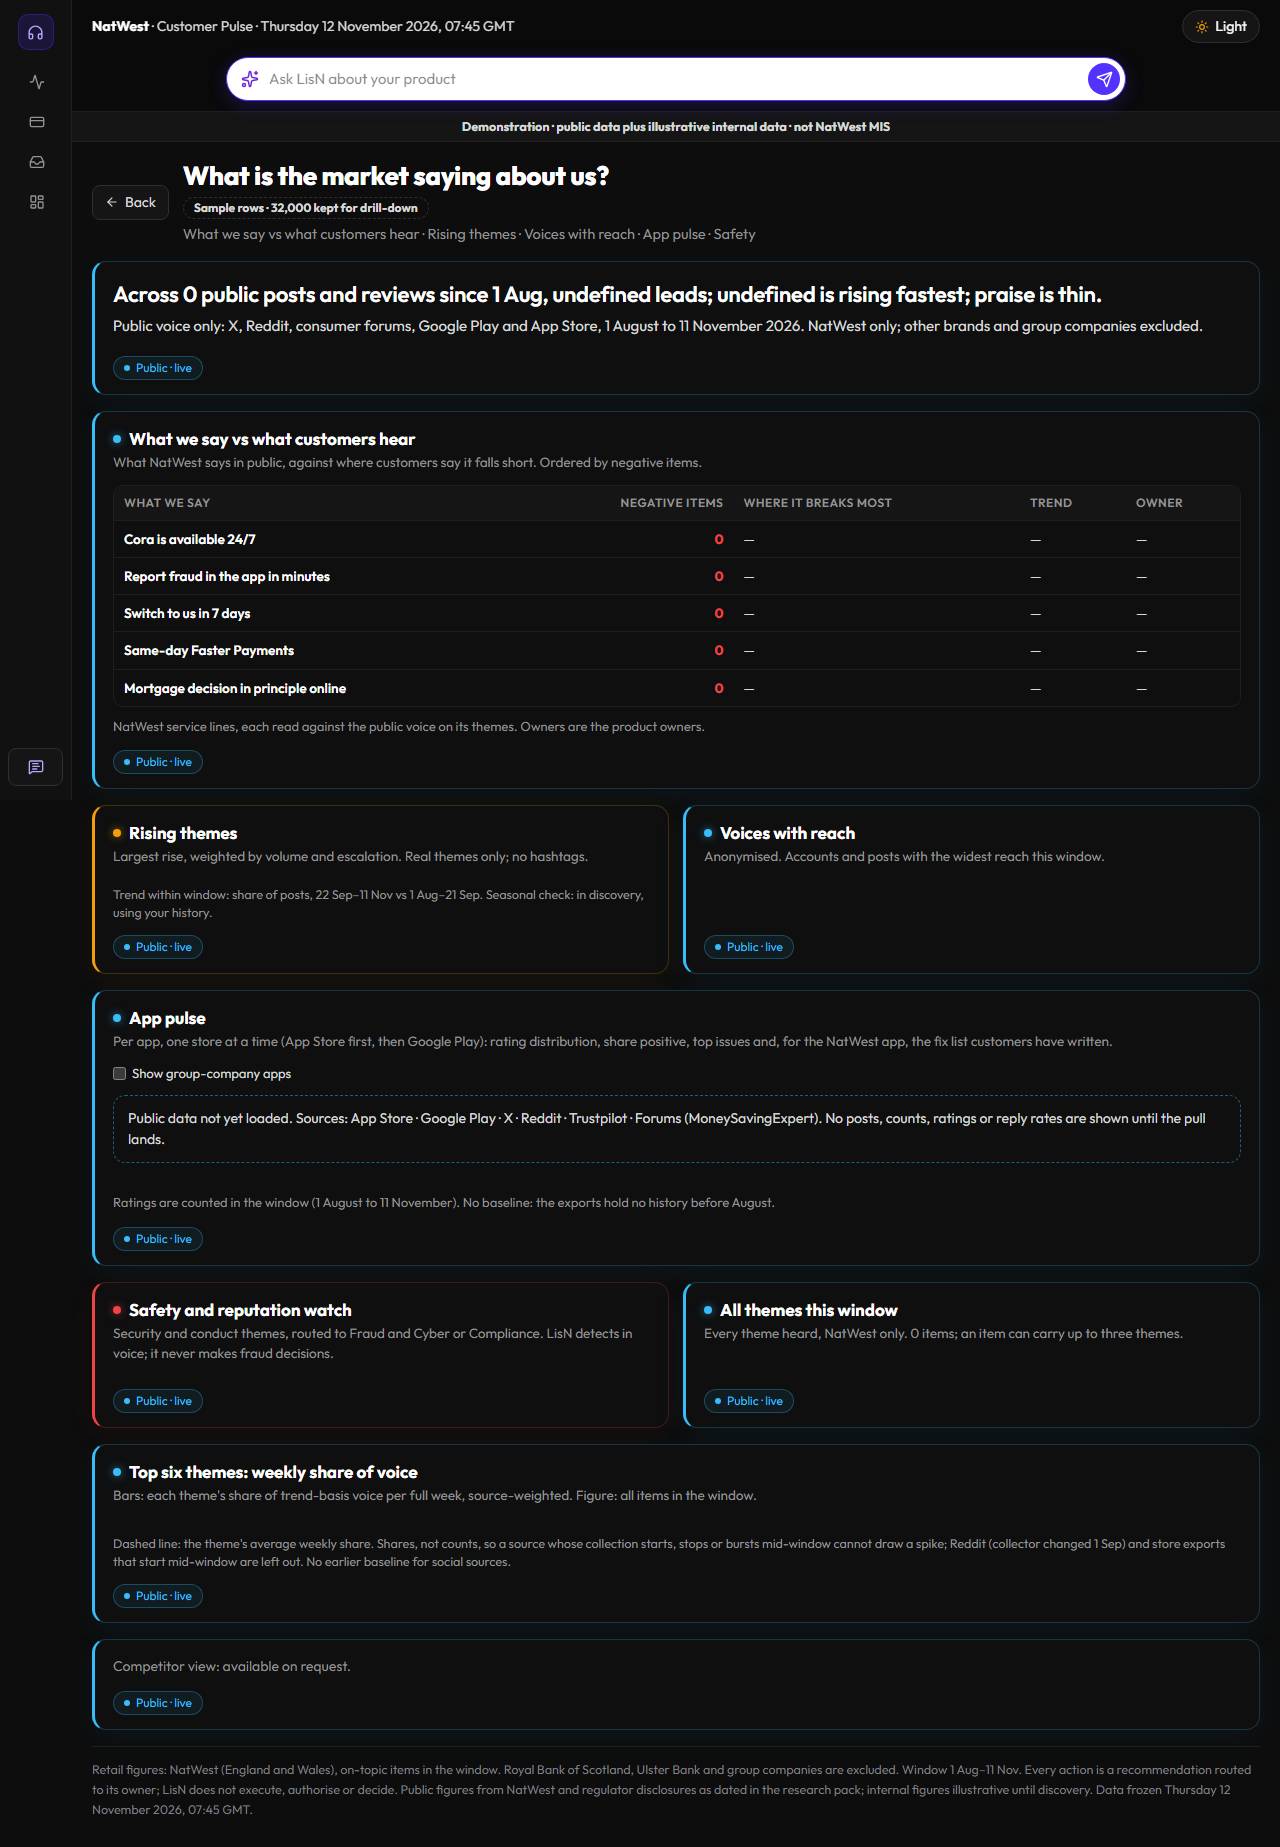 NatWest · Customer Pulse · Thursday 12 November 2026, 07:45 GMT
Light
Ask LisN about your product
Demonstration · public data plus illustrative internal data · not NatWest MIS
Back
What is the market saying about us?
Sample rows · 32,000 kept for drill-down
What we say vs what customers hear · Rising themes · Voices with reach · App pulse · Safety
Across 0 public posts and reviews since 1 Aug, undefined leads; undefined is rising fastest; praise is thin.
Public voice only: X, Reddit, consumer forums, Google Play and App Store, 1 August to 11 November 2026. NatWest only; other brands and group companies excluded.
Public · live
What we say vs what customers hear
What NatWest says in public, against where customers say it falls short. Ordered by negative items.
WHAT WE SAY NEGATIVE ITEMS WHERE IT BREAKS MOST TREND OWNER
Cora is available 24/7 0 — — —
Report fraud in the app in minutes 0 — — —
Switch to us in 7 days 0 — — —
Same-day Faster Payments 0 — — —
Mortgage decision in principle online 0 — — —
NatWest service lines, each read against the public voice on its themes. Owners are the product owners.
Public · live
Rising themes
Largest rise, weighted by volume and escalation. Real themes only; no hashtags.
Trend within window: share of posts, 22 Sep–11 Nov vs 1 Aug–21 Sep. Seasonal check: in discovery,
using your history.
Public · live
Voices with reach
Anonymised. Accounts and posts with the widest reach this window.
Public · live
App pulse
Per app, one store at a time (App Store first, then Google Play): rating distribution, share positive, top issues and, for the NatWest app, the fix list customers have written.
Show group-company apps
Public data not yet loaded. Sources: App Store · Google Play · X · Reddit · Trustpilot · Forums (MoneySavingExpert). No posts, counts, ratings or reply rates are shown until the pull
lands.
Ratings are counted in the window (1 August to 11 November). No baseline: the exports hold no history before August.
Public · live
Safety and reputation watch
Security and conduct themes, routed to Fraud and Cyber or Compliance. LisN detects in
voice; it never makes fraud decisions.
Public · live
All themes this window
Every theme heard, NatWest only. 0 items; an item can carry up to three themes.
Public · live
Top six themes: weekly share of voice
Bars: each theme's share of trend-basis voice per full week, source-weighted. Figure: all items in the window.
Dashed line: the theme's average weekly share. Shares, not counts, so a source whose collection starts, stops or bursts mid-window cannot draw a spike; Reddit (collector changed 1 Sep) and store exports
that start mid-window are left out. No earlier baseline for social sources.
Public · live
Competitor view: available on request.
Public · live
Retail figures: NatWest (England and Wales), on-topic items in the window. Royal Bank of Scotland, Ulster Bank and group companies are excluded. Window 1 Aug–11 Nov. Every action is a recommendation routed
to its owner; LisN does not execute, authorise or decide. Public figures from NatWest and regulator disclosures as dated in the research pack; internal figures illustrative until discovery. Data frozen Thursday 12
November 2026, 07:45 GMT.